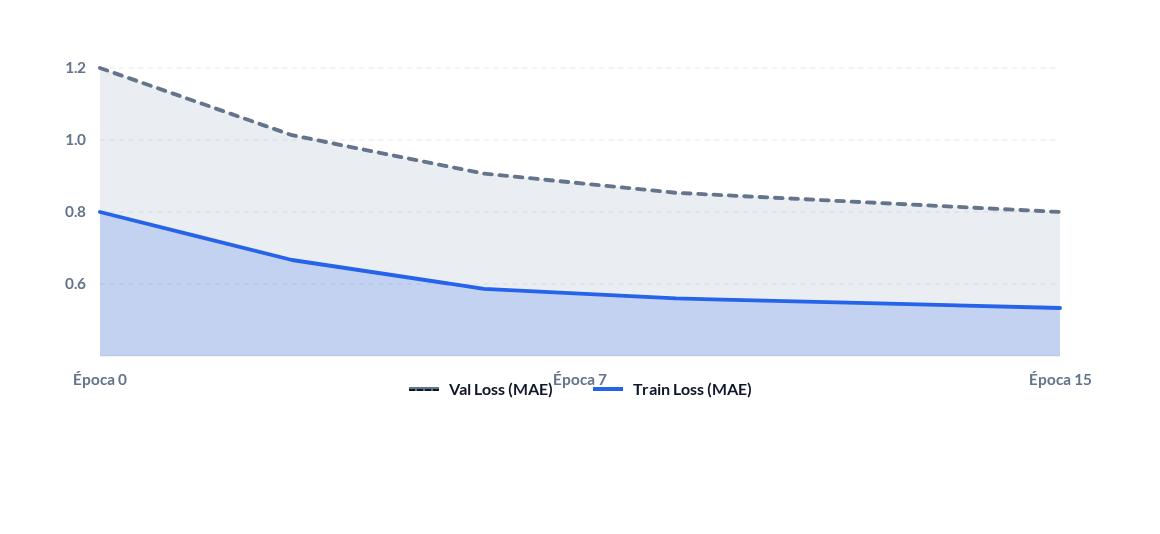 1.2
1.0
0.8
0.6
Época 0
Época 7
Época 15
Val Loss (MAE)
Train Loss (MAE)